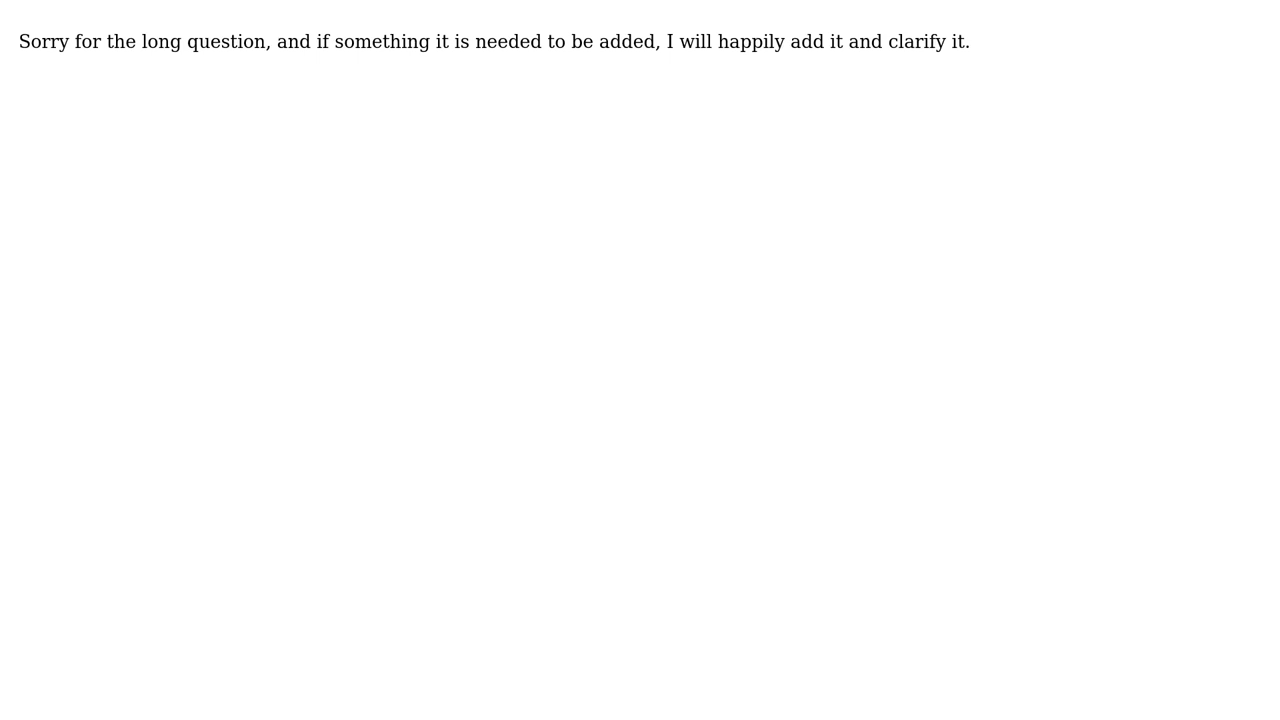 Sorry for the long question, and if something it is needed to be added, I will happily add it and clarify it.